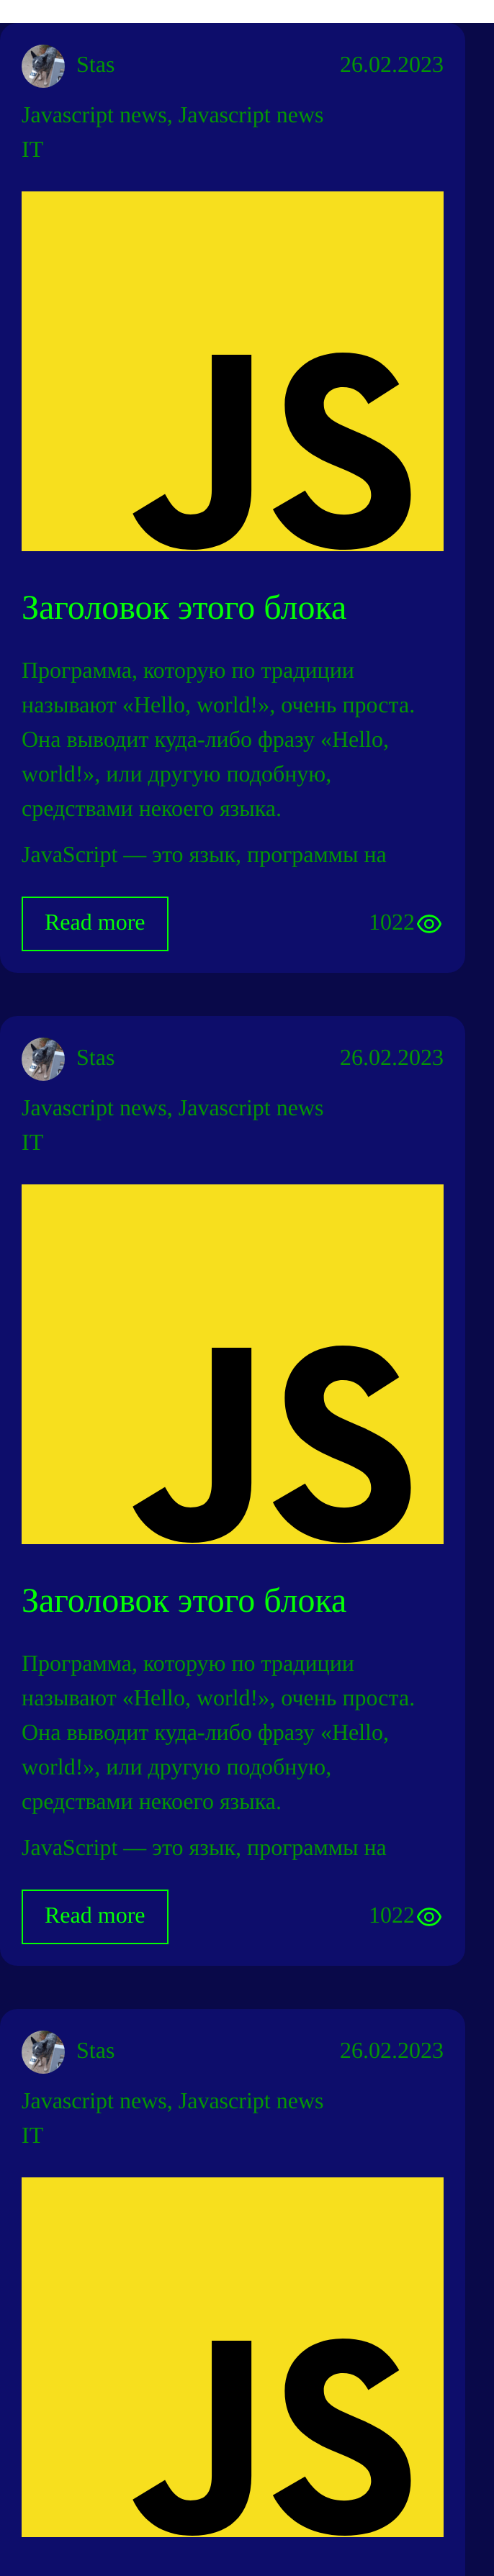 Stas 26.02.2023
Javascript news, Javascript news
IT
JS
Заголовок этого блока
Программа, которую по традиции
называют «Hello, world!», очень проста.
Она выводит куда-либо фразу «Hello,
world!», или другую подобную,
средствами некоего языка.
JavaScript — это язык, программы на
Read more 1022
Stas 26.02.2023
Javascript news, Javascript news
IT
JS
Заголовок этого блока
Программа, которую по традиции
называют «Hello, world!», очень проста.
Она выводит куда-либо фразу «Hello,
world!», или другую подобную,
средствами некоего языка.
JavaScript — это язык, программы на
Read more 1022
Stas 26.02.2023
Javascript news, Javascript news
IT
JS